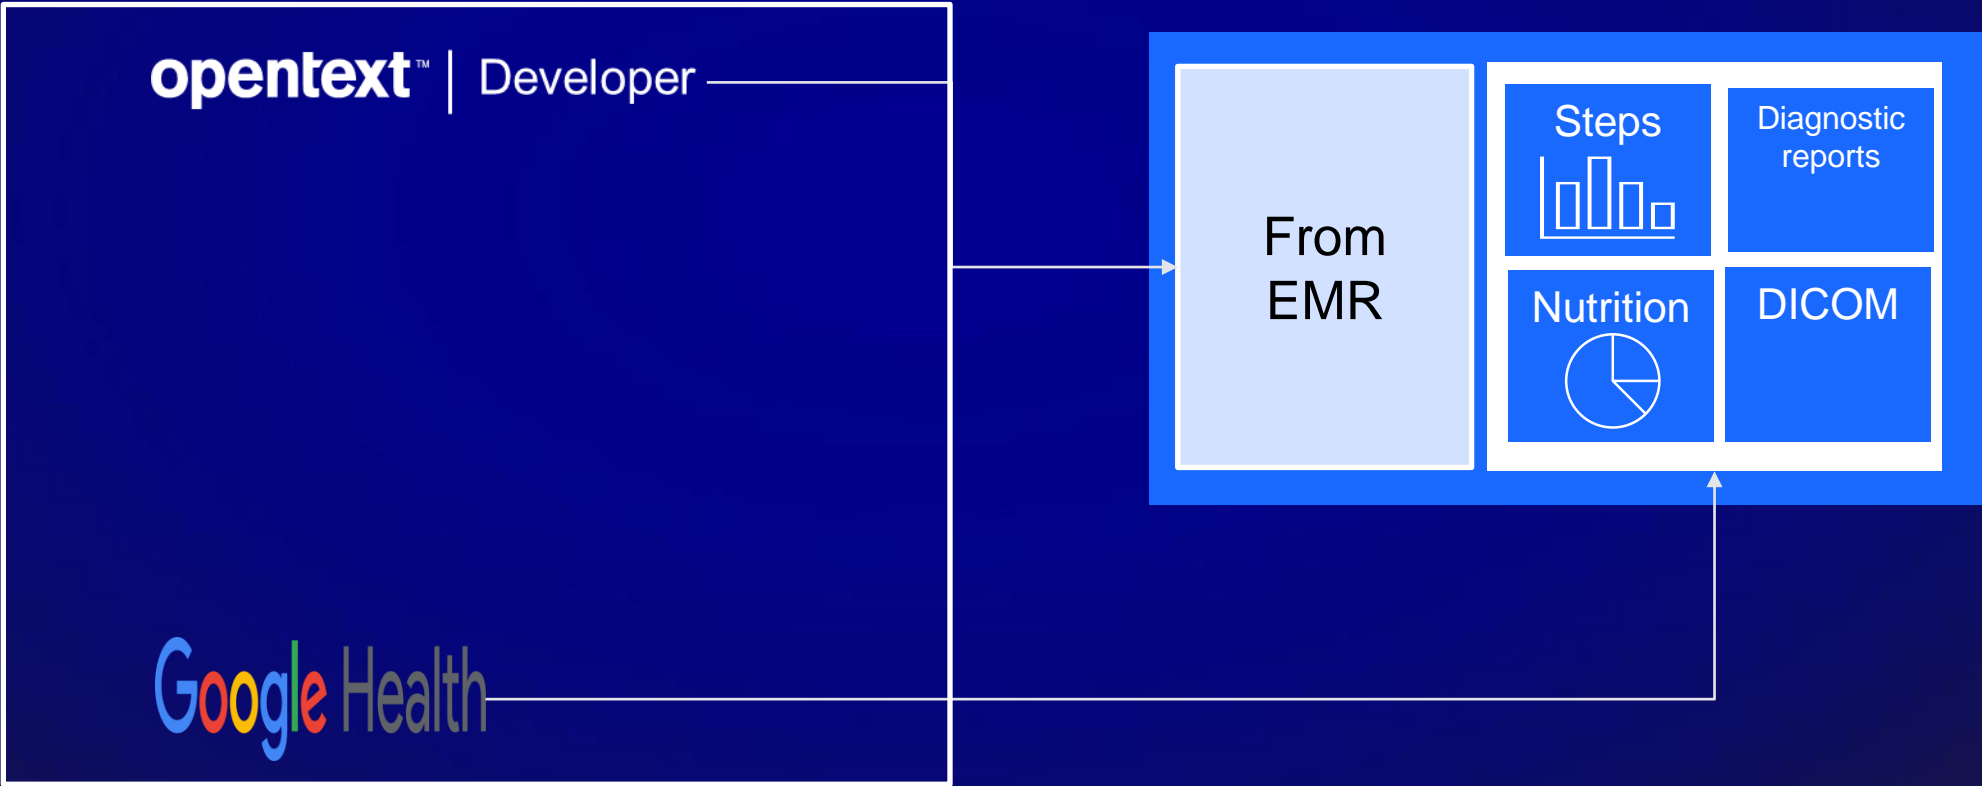 opentext™ | Developer
From
EMR
Steps
Diagnostic
reports
Nutrition
DICOM
Google Health